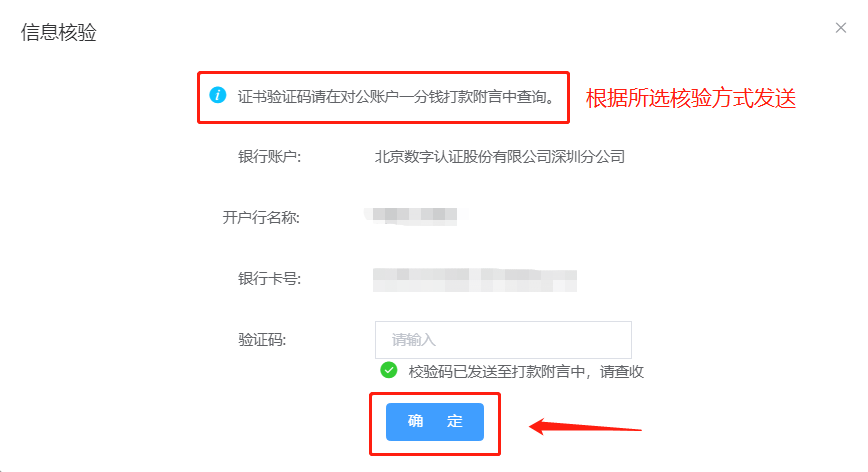 信息核验
证书验证码请在对公账户一分钱打款附言中查询。
根据所选核验方式发送
银行账户: 北京数字认证股份有限公司深圳分公司
开户行名称:
银行卡号:
验证码: 请输入
校验码已发送至打款附言中，请查收
确 定